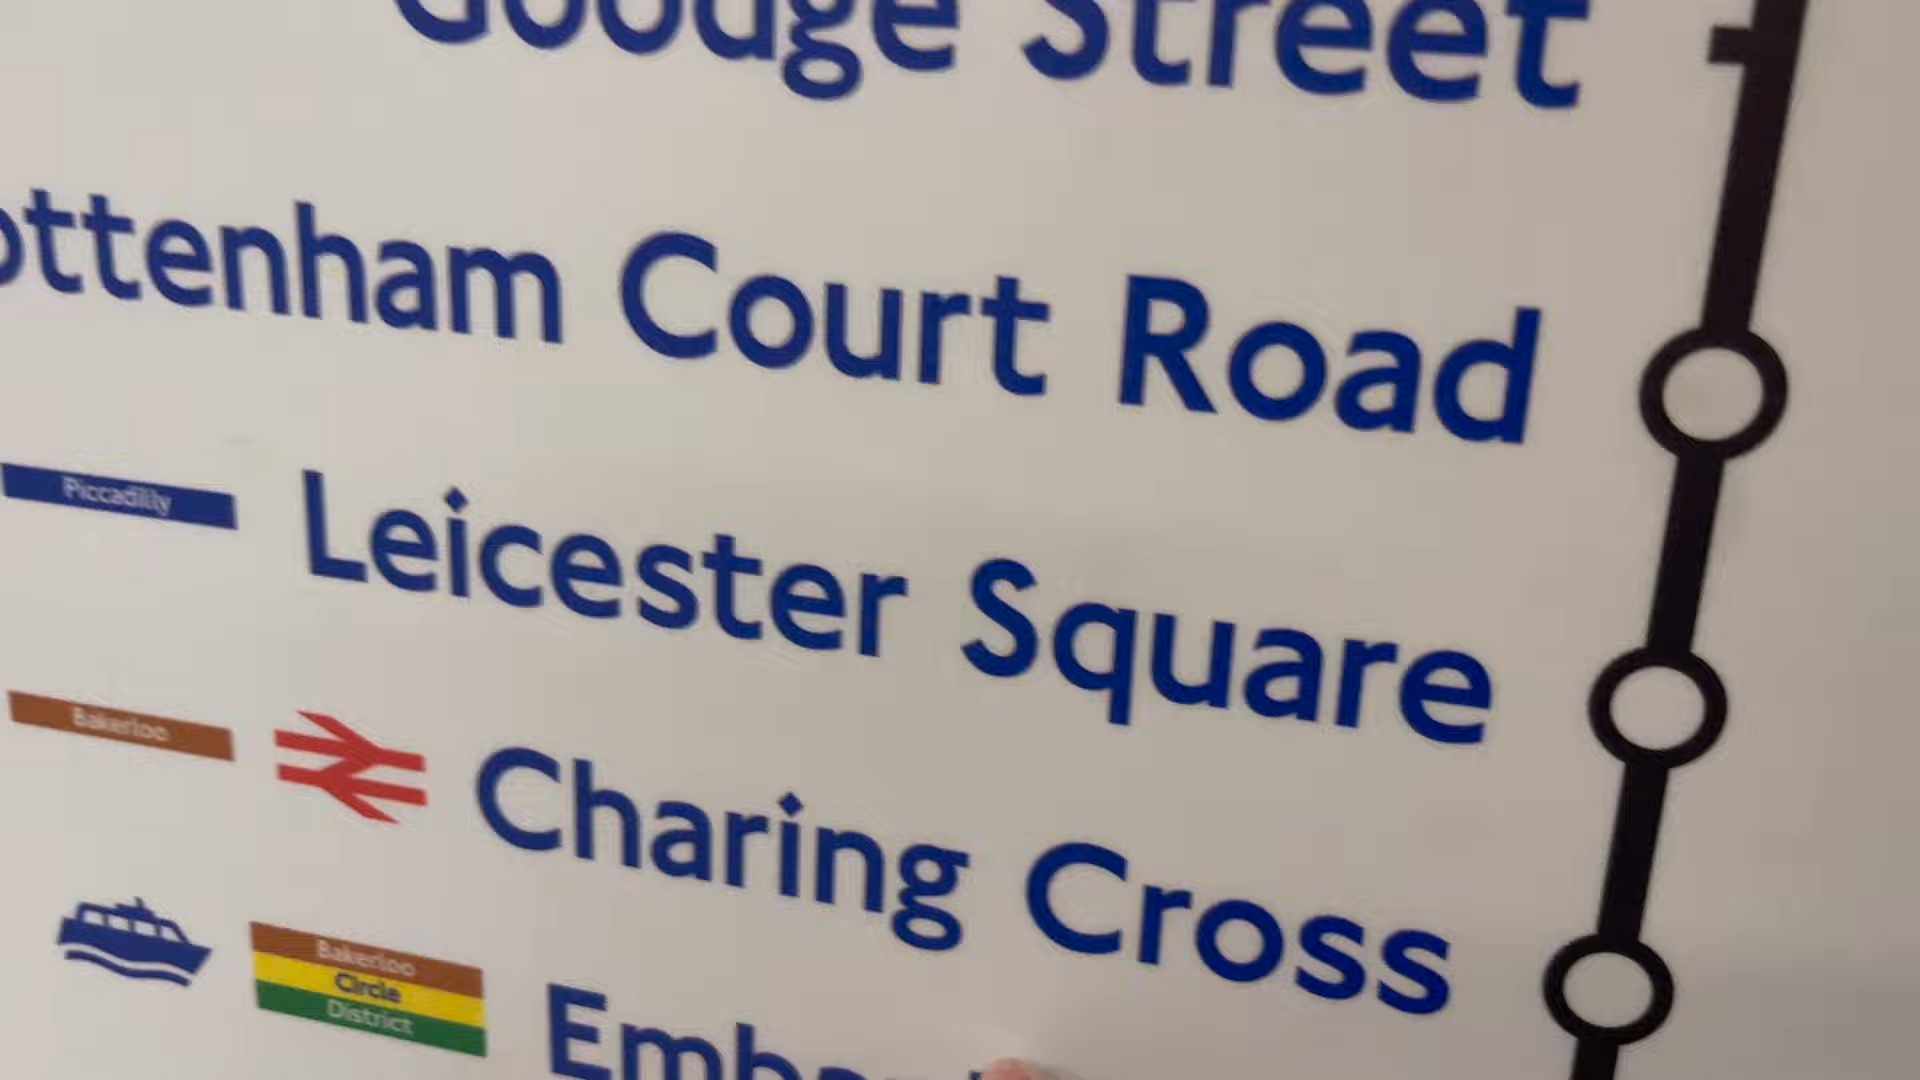 Goodge Street
ottenham Court Road
Piccadilly Leicester Square
Bakerloo Charing Cross
Bakerloo
Circle
District
Emba